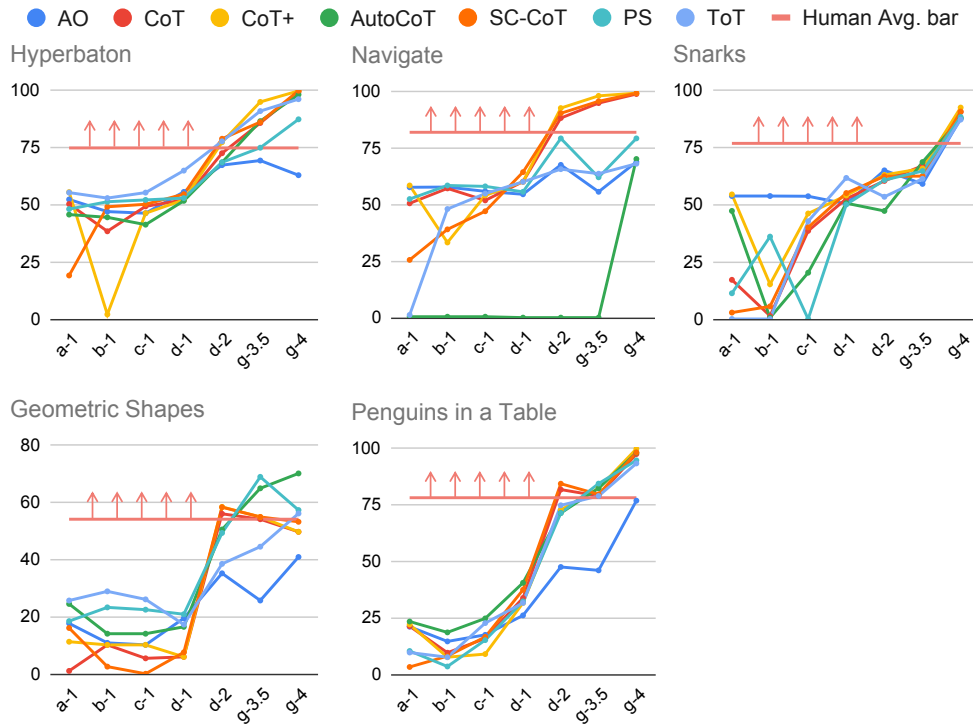 AO CoT CoT+ AutoCoT SC-CoT PS ToT Human Avg. bar
Hyperbaton Navigate Snarks
100 100 100
75 75 75
50 50 50
25 25 25
0 0 0
a-1 b-1 c-1 d-1 d-2 g-3.5 g-4 a-1 b-1 c-1 d-1 d-2 g-3.5 g-4 a-1 b-1 c-1 d-1 d-2 g-3.5 g-4
Geometric Shapes Penguins in a Table
80 100
60 75
40 50
20 25
0 0
a-1 b-1 c-1 d-1 d-2 g-3.5 g-4 a-1 b-1 c-1 d-1 d-2 g-3.5 g-4